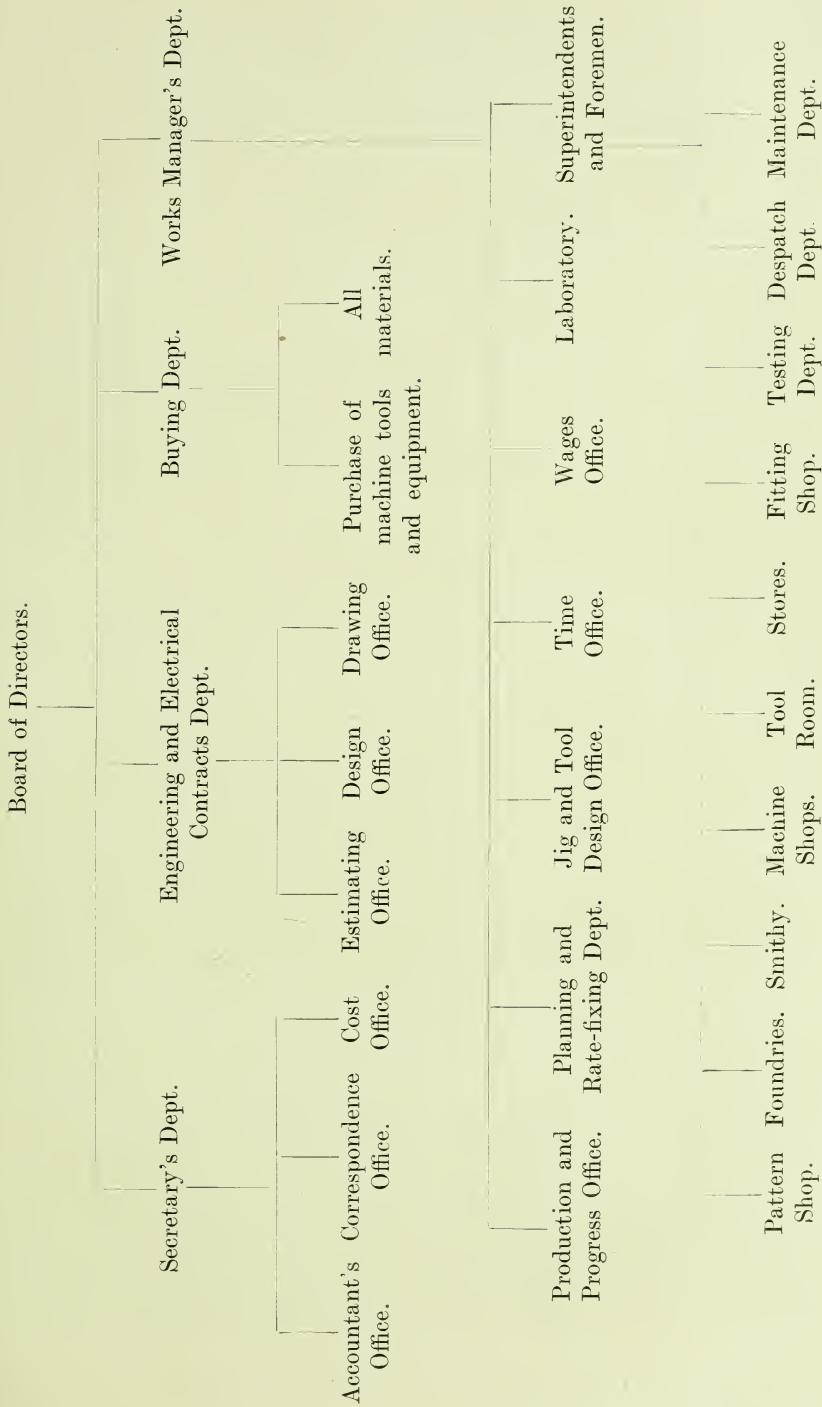 Board of Directors.
Secretary's Dept.
Engineering and Electrical
Contracts Dept.
Buying Dept.
Works Manager's Dept.
Accountant's
Office.
Correspondence
Office.
Cost
Office.
Estimating
Office.
Design
Office.
Drawing
Office.
Purchase of
machine tools
and equipment.
All
materials.
Production and
Progress Office.
Planning and
Rate-fixing Dept.
Jig and Tool
Design Office.
Time
Office.
Wages
Office.
Laboratory.
Superintendents
and Foremen.
Pattern
Shop.
Foundries.
Smithy.
Machine
Shops.
Tool
Room.
Stores.
Fitting
Shop.
Testing
Dept.
Despatch
Dept.
Maintenance
Dept.